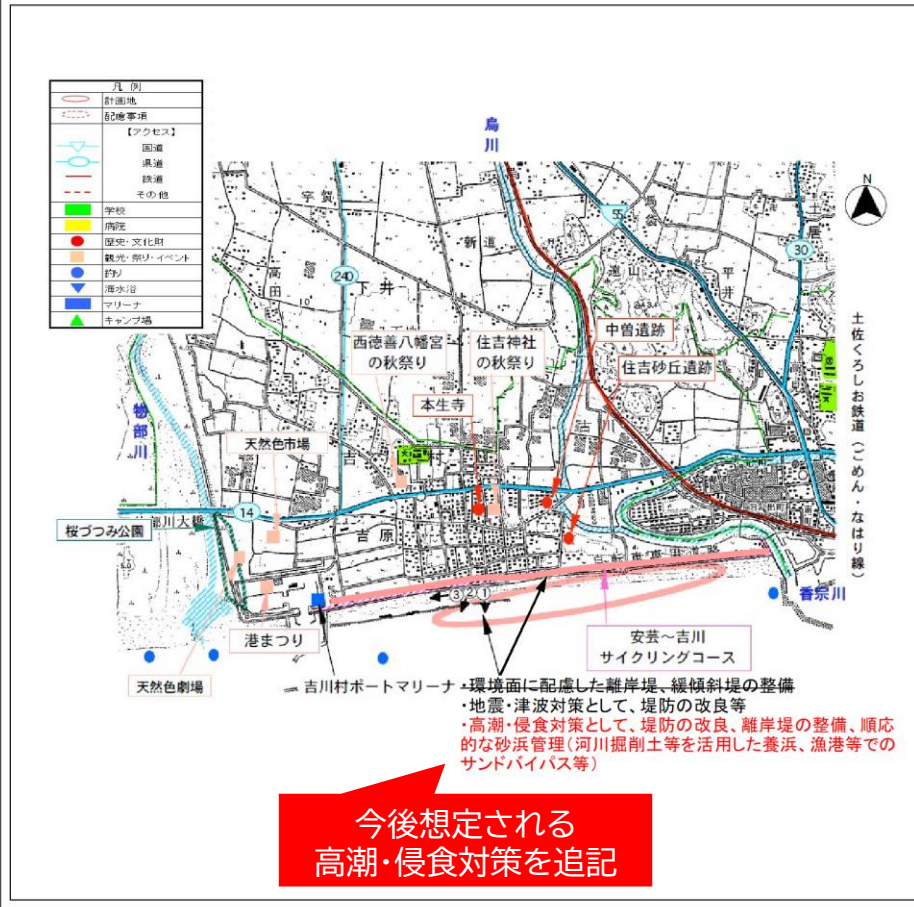 凡 例
計画地
配慮事項
【アクセス】
国道
県道
鉄道
その他
学校
病院
歴史・文化財
観光・祭り・イベント
釣り
海水浴
マリーナ
キャンプ場
烏川
N
55
30
240
宇賀
新道
高田
下井
遠山
平井
土居
西徳善八幡宮
の秋祭り
住吉神社
の秋祭り
中曽遺跡
住吉砂丘遺跡
本生寺
物部川
天然色市場
土佐くろしお鉄道(ごめん・なはり線)
14
桜づつみ公園
部川大橋
吉原
③
②
①
香宗川
港まつり
安芸~吉川
サイクリングコース
天然色劇場
吉川村ボートマリーナ
・環境面に配慮した離岸堤、緩傾斜堤の整備
・地震・津波対策として、堤防の改良等
・高潮・侵食対策として、堤防の改良、離岸堤の整備、順応
的な砂浜管理(河川掘削土等を活用した養浜、漁港等での
サンドバイパス等)
今後想定される
高潮・侵食対策を追記